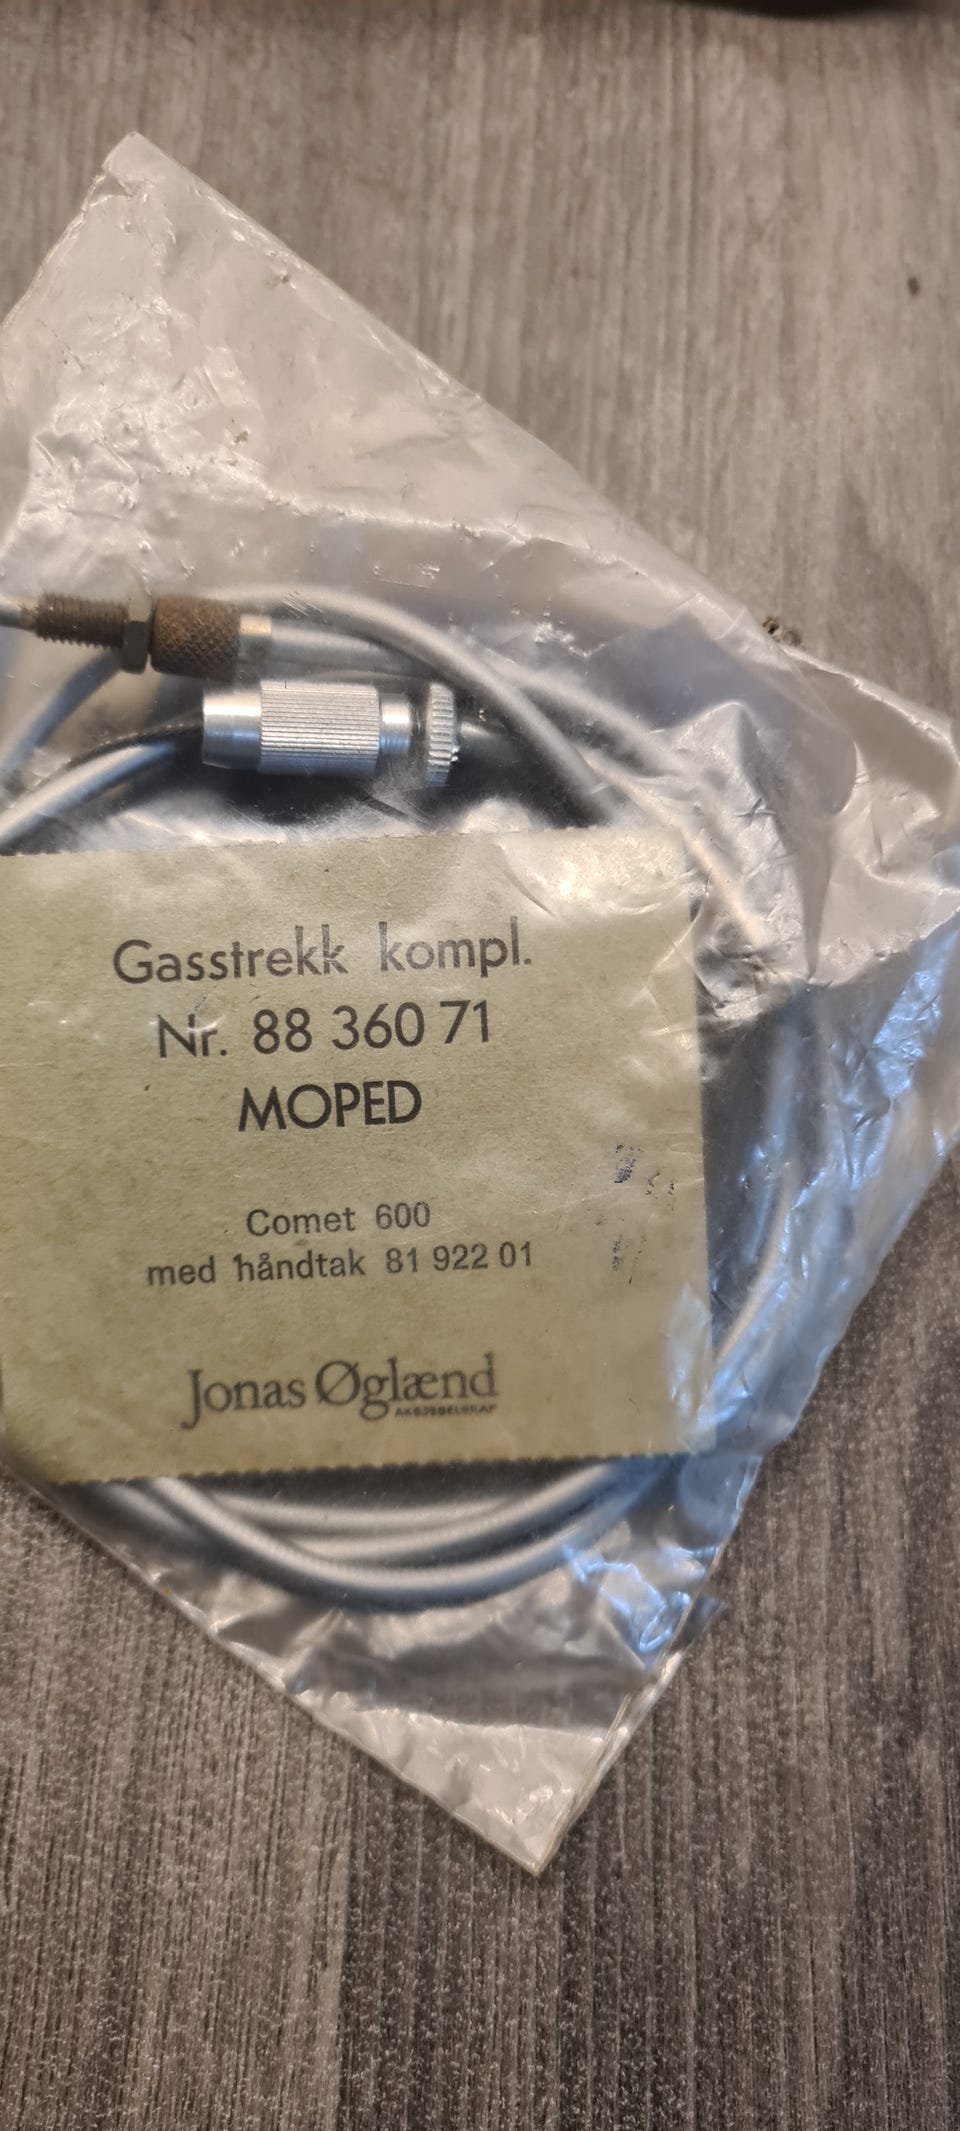 Gasstrekk kompl.
Nr. 88 360 71
MOPED
Comet 600
med håndtak 81 922 01
Jonas Øglænd